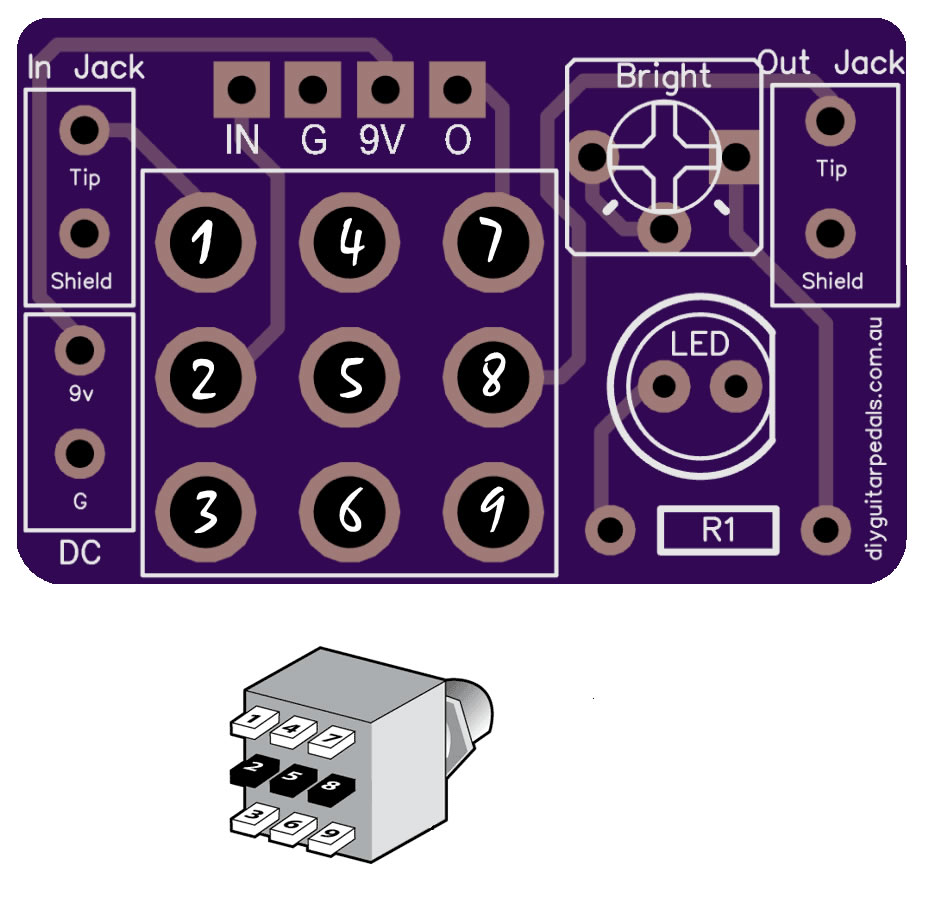 In Jack
Bright
Out Jack
IN G 9V O
Tip
Tip
Shield
Shield
1 4 7
2 5 8
3 6 9
LED
9v
G
DC
R1
diyguitarpedals.com.au
1 4 7
2 5 8
3 6 9